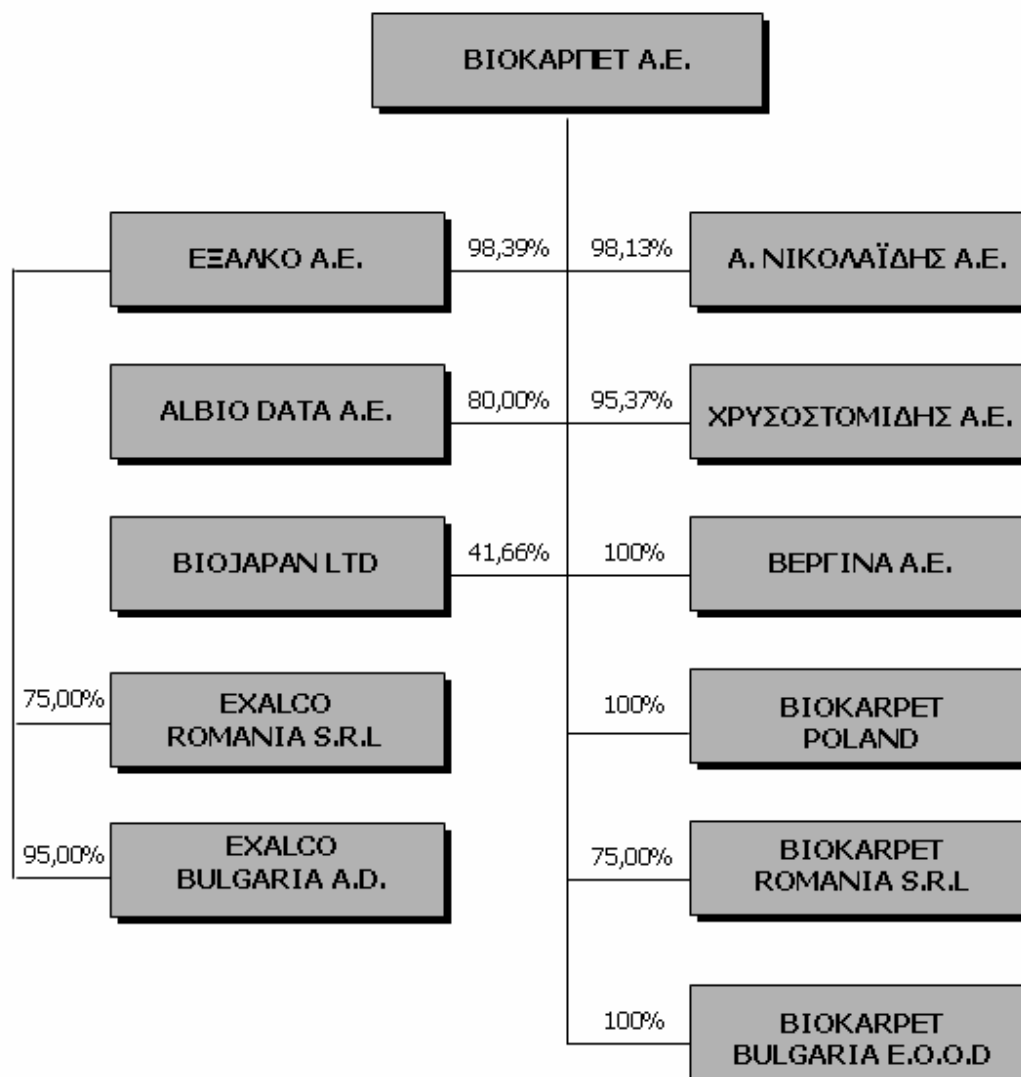 ΒΙΟΚΑΡΠΕΤ Α.Ε.
ΕΞΑΛΚΟ Α.Ε.
98,39%
98,13%
Α. ΝΙΚΟΛΑΪΔΗΣ Α.Ε.
ALBIO DATA A.E.
80,00%
95,37%
ΧΡΥΣΟΣΤΟΜΙΔΗΣ Α.Ε.
BIOJAPAN LTD
41,66%
100%
ΒΕΡΓΙΝΑ Α.Ε.
75,00%
EXALCO
ROMANIA S.R.L
100%
BIOKARPET
POLAND
95,00%
EXALCO
BULGARIA A.D.
75,00%
BIOKARPET
ROMANIA S.R.L
100%
BIOKARPET
BULGARIA E.O.O.D